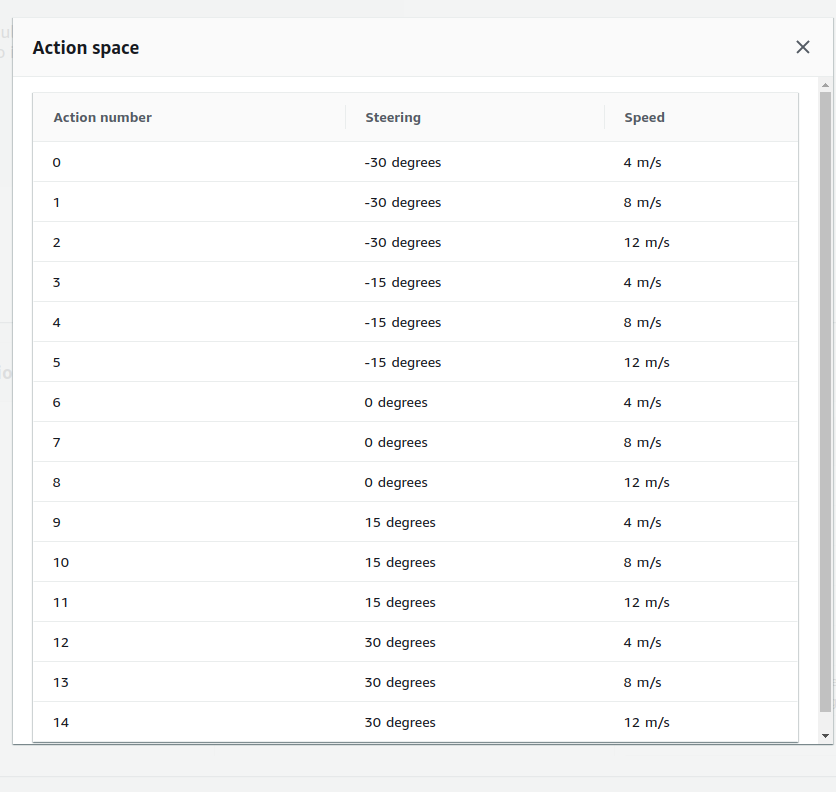 Action space
Action number Steering Speed
0 -30 degrees 4 m/s
1 -30 degrees 8 m/s
2 -30 degrees 12 m/s
3 -15 degrees 4 m/s
4 -15 degrees 8 m/s
5 -15 degrees 12 m/s
6 0 degrees 4 m/s
7 0 degrees 8 m/s
8 0 degrees 12 m/s
9 15 degrees 4 m/s
10 15 degrees 8 m/s
11 15 degrees 12 m/s
12 30 degrees 4 m/s
13 30 degrees 8 m/s
14 30 degrees 12 m/s